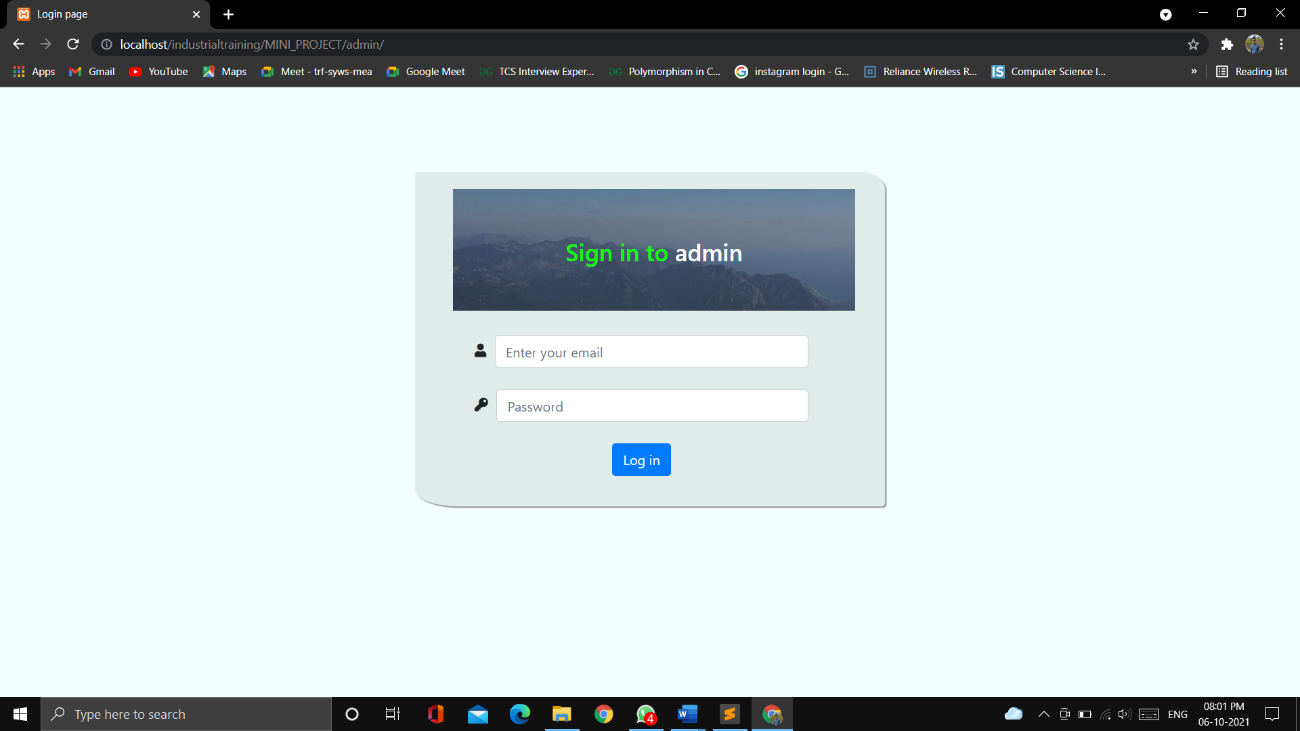 Login page
localhost/industrialtraining/MINI_PROJECT/admin/
Apps Gmail YouTube Maps Meet - trf-syws-mea Google Meet TCS Interview Exper... Polymorphism in C... instagram login - G... Reliance Wireless R... Computer Science I... » Reading list
Sign in to admin
Enter your email
Password
Log in
Type here to search
4
ENG
08:01 PM
06-10-2021